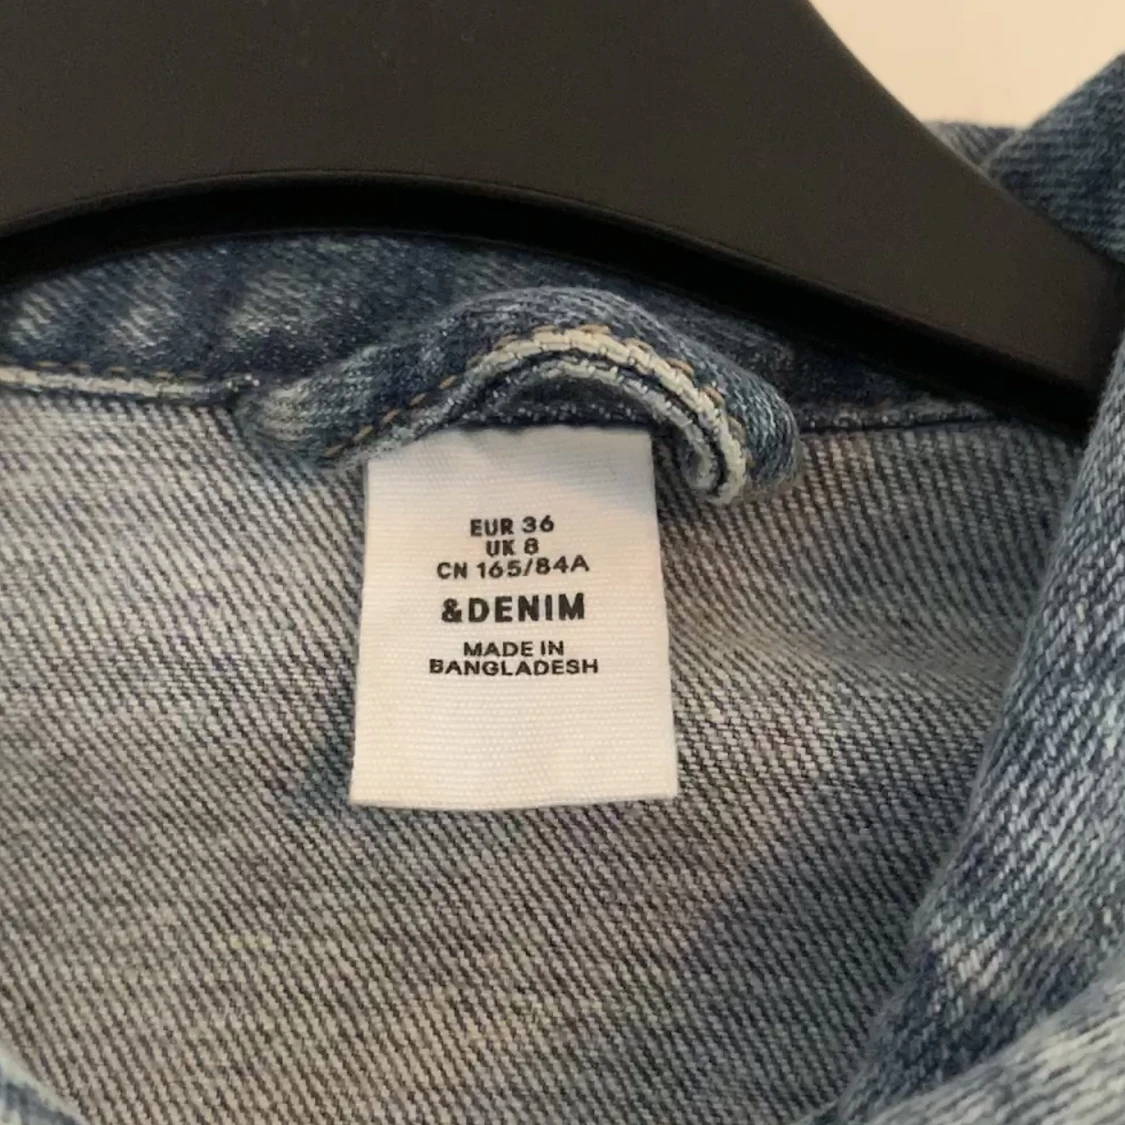 EUR 36
UK 8
CN 165/84A
&DENIM
MADE IN
BANGLADESH